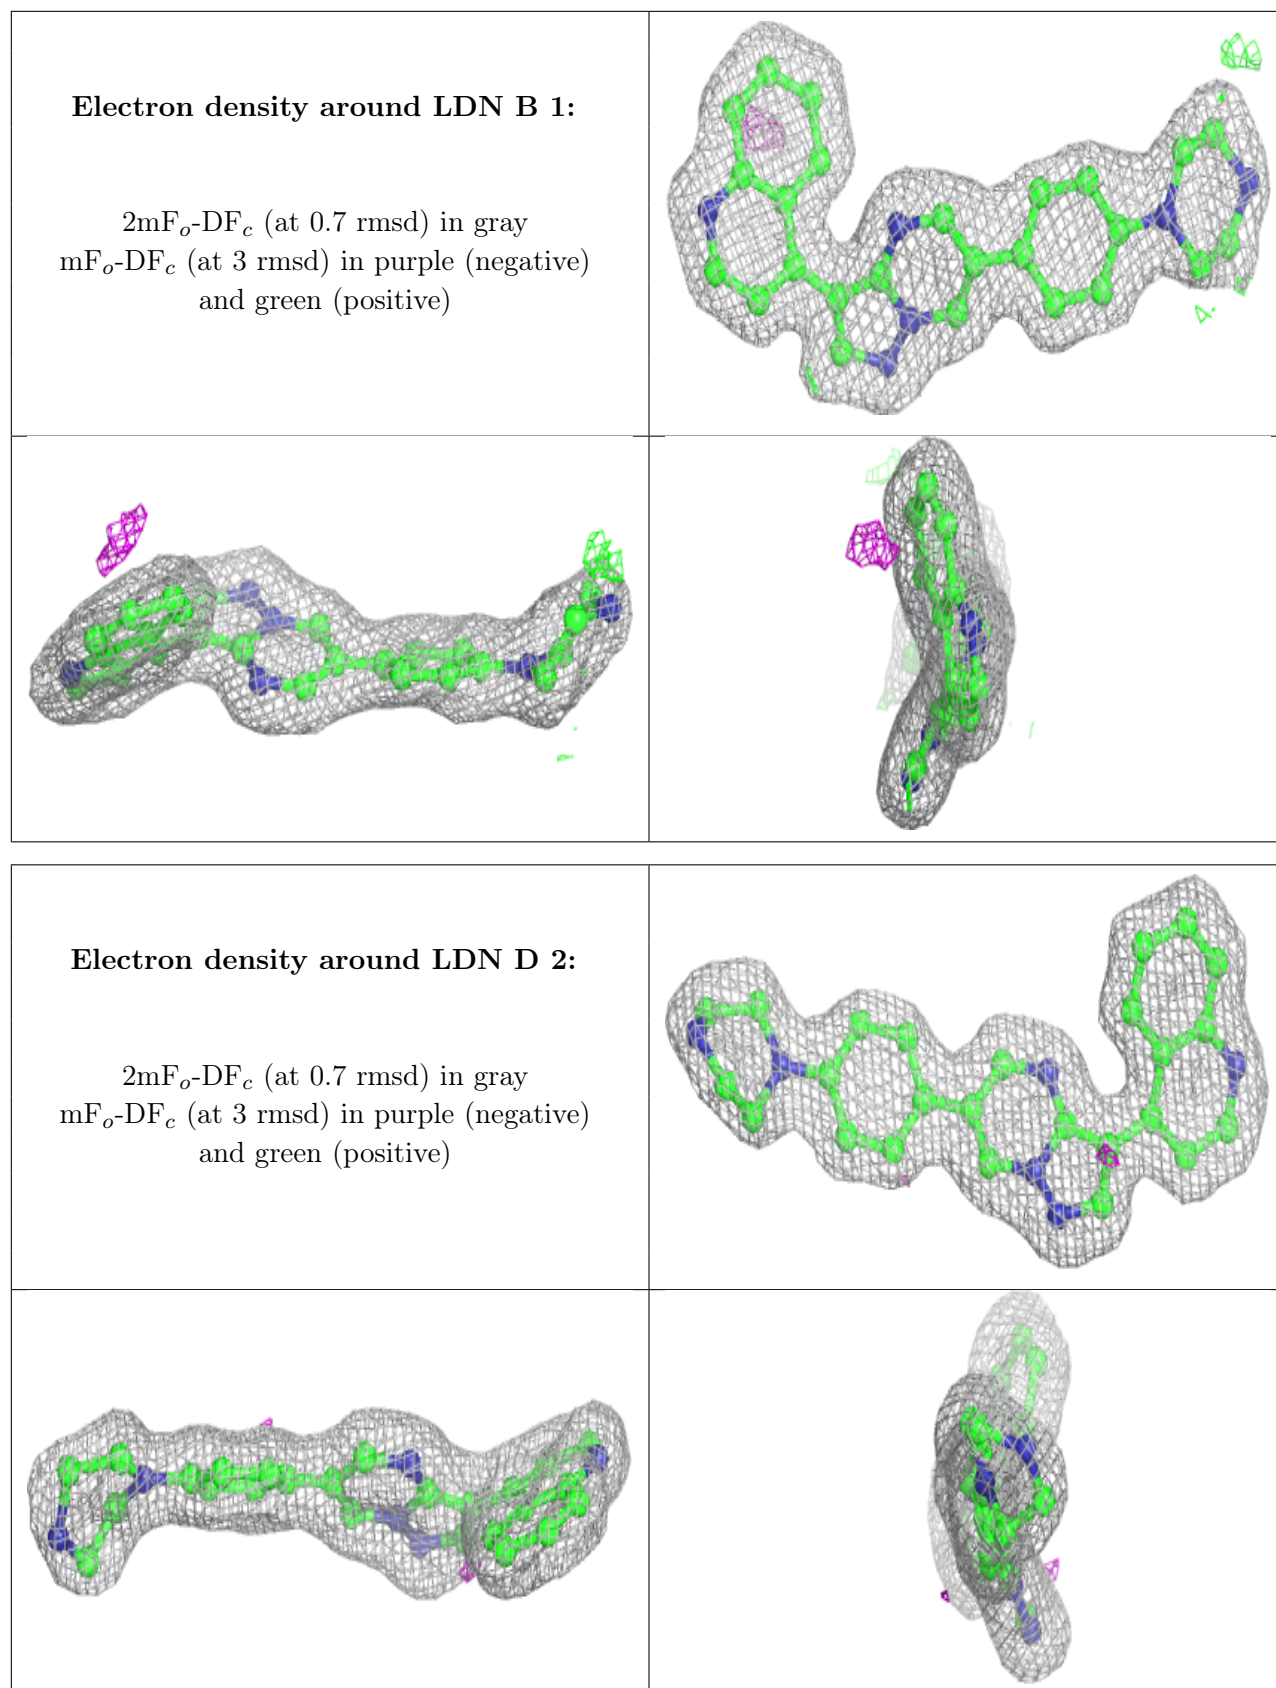 Electron density around LDN B 1:
2mFo-DFc (at 0.7 rmsd) in gray
mFo-DFc (at 3 rmsd) in purple (negative)
and green (positive)
Electron density around LDN D 2:
2mFo-DFc (at 0.7 rmsd) in gray
mFo-DFc (at 3 rmsd) in purple (negative)
and green (positive)